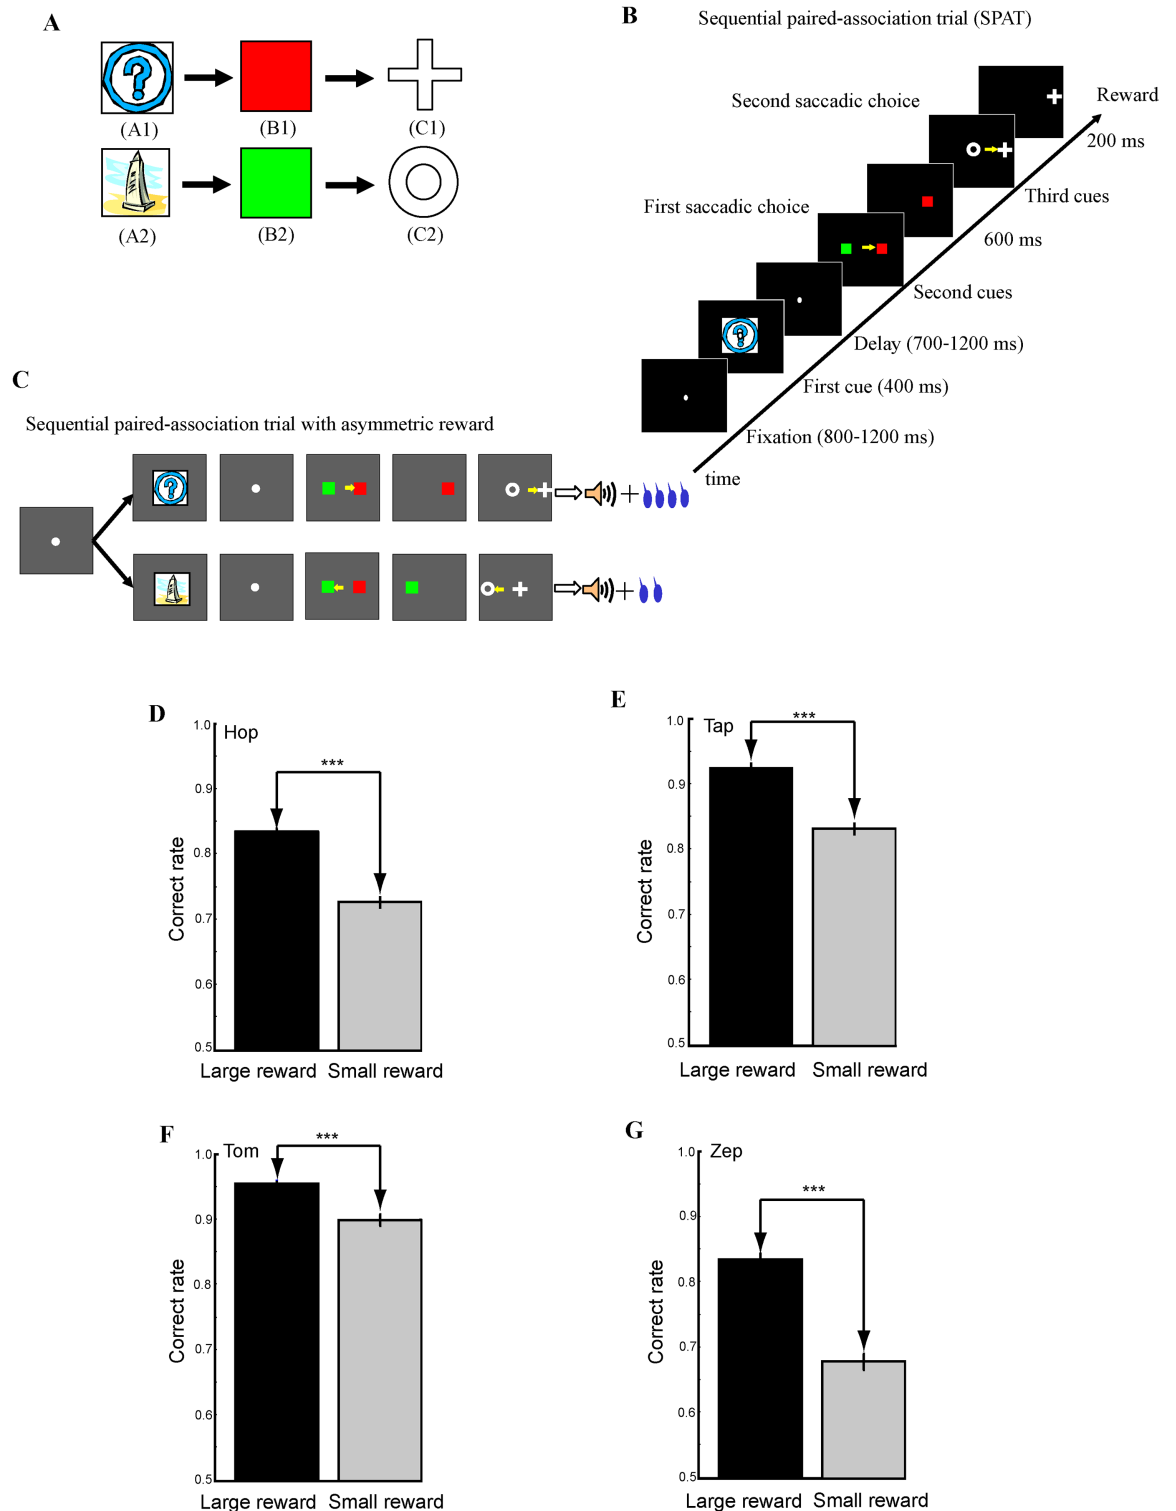 A
(A1)
(B1)
(C1)
(A2)
(B2)
(C2)
B
Sequential paired-association trial (SPAT)
Second saccadic choice
Reward
200 ms
Third cues
First saccadic choice
600 ms
Second cues
Delay (700-1200 ms)
First cue (400 ms)
Fixation (800-1200 ms)
time
C
Sequential paired-association trial with asymmetric reward
D
Hop
***
1.0
0.9
0.8
0.7
0.6
0.5
Correct rate
Large reward Small reward
E
Tap
***
1.0
0.9
0.8
0.7
0.6
0.5
Correct rate
Large reward Small reward
F
Tom
***
1.0
0.9
0.8
0.7
0.6
0.5
Correct rate
Large reward Small reward
G
Zep
***
1.0
0.9
0.8
0.7
0.6
0.5
Correct rate
Large reward Small reward